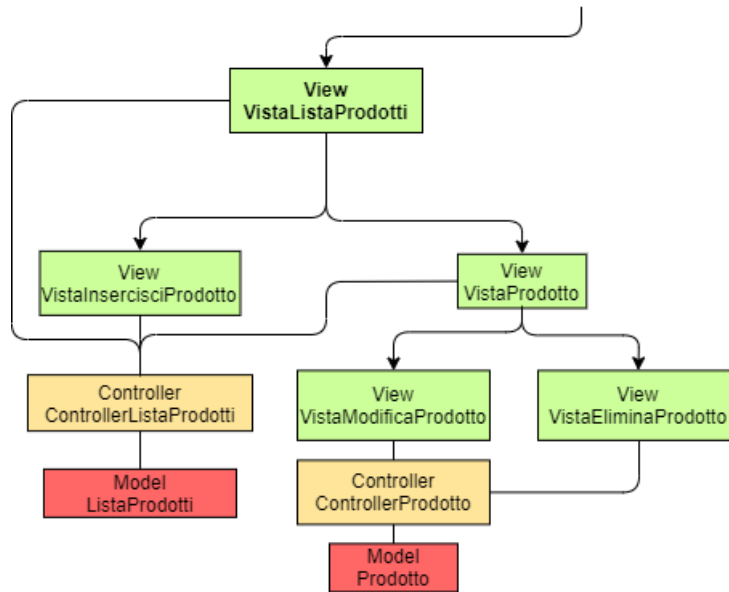 View
VistaListaProdotti
View
VistaInsercisciProdotto
View
VistaProdotto
Controller
ControllerListaProdotti
View
VistaModificaProdotto
View
VistaEliminaProdotto
Model
ListaProdotti
Controller
ControllerProdotto
Model
Prodotto